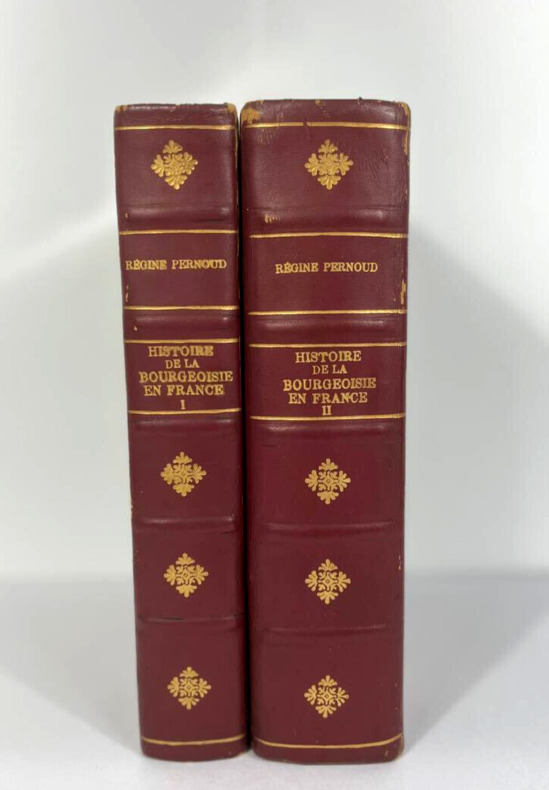 RÉGINE PERNOUD
HISTOIRE
DE LA
BOURGEOISIE
EN FRANCE
I
RÉGINE PERNOUD
HISTOIRE
DE LA
BOURGEOISIE
EN FRANCE
II